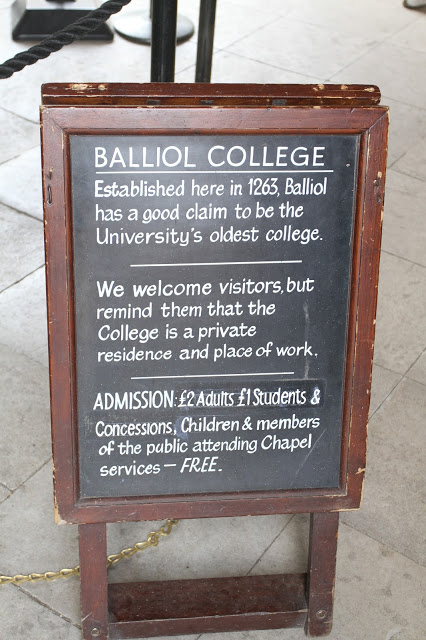 BALLIOL COLLEGE
Established here in 1263, Balliol
has a good claim to be the
University's oldest college.
We welcome visitors, but
remind them that the
College is a private
residence and place of work.
ADMISSION: £2 Adults £1 Students &
Concessions, Children & members
of the public attending Chapel
services — FREE.